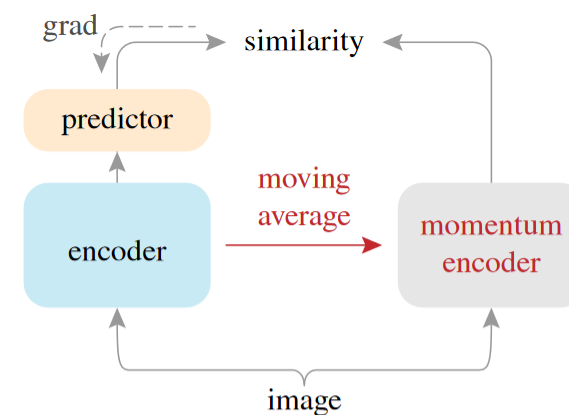 grad
similarity
predictor
moving
average
encoder
momentum
encoder
image